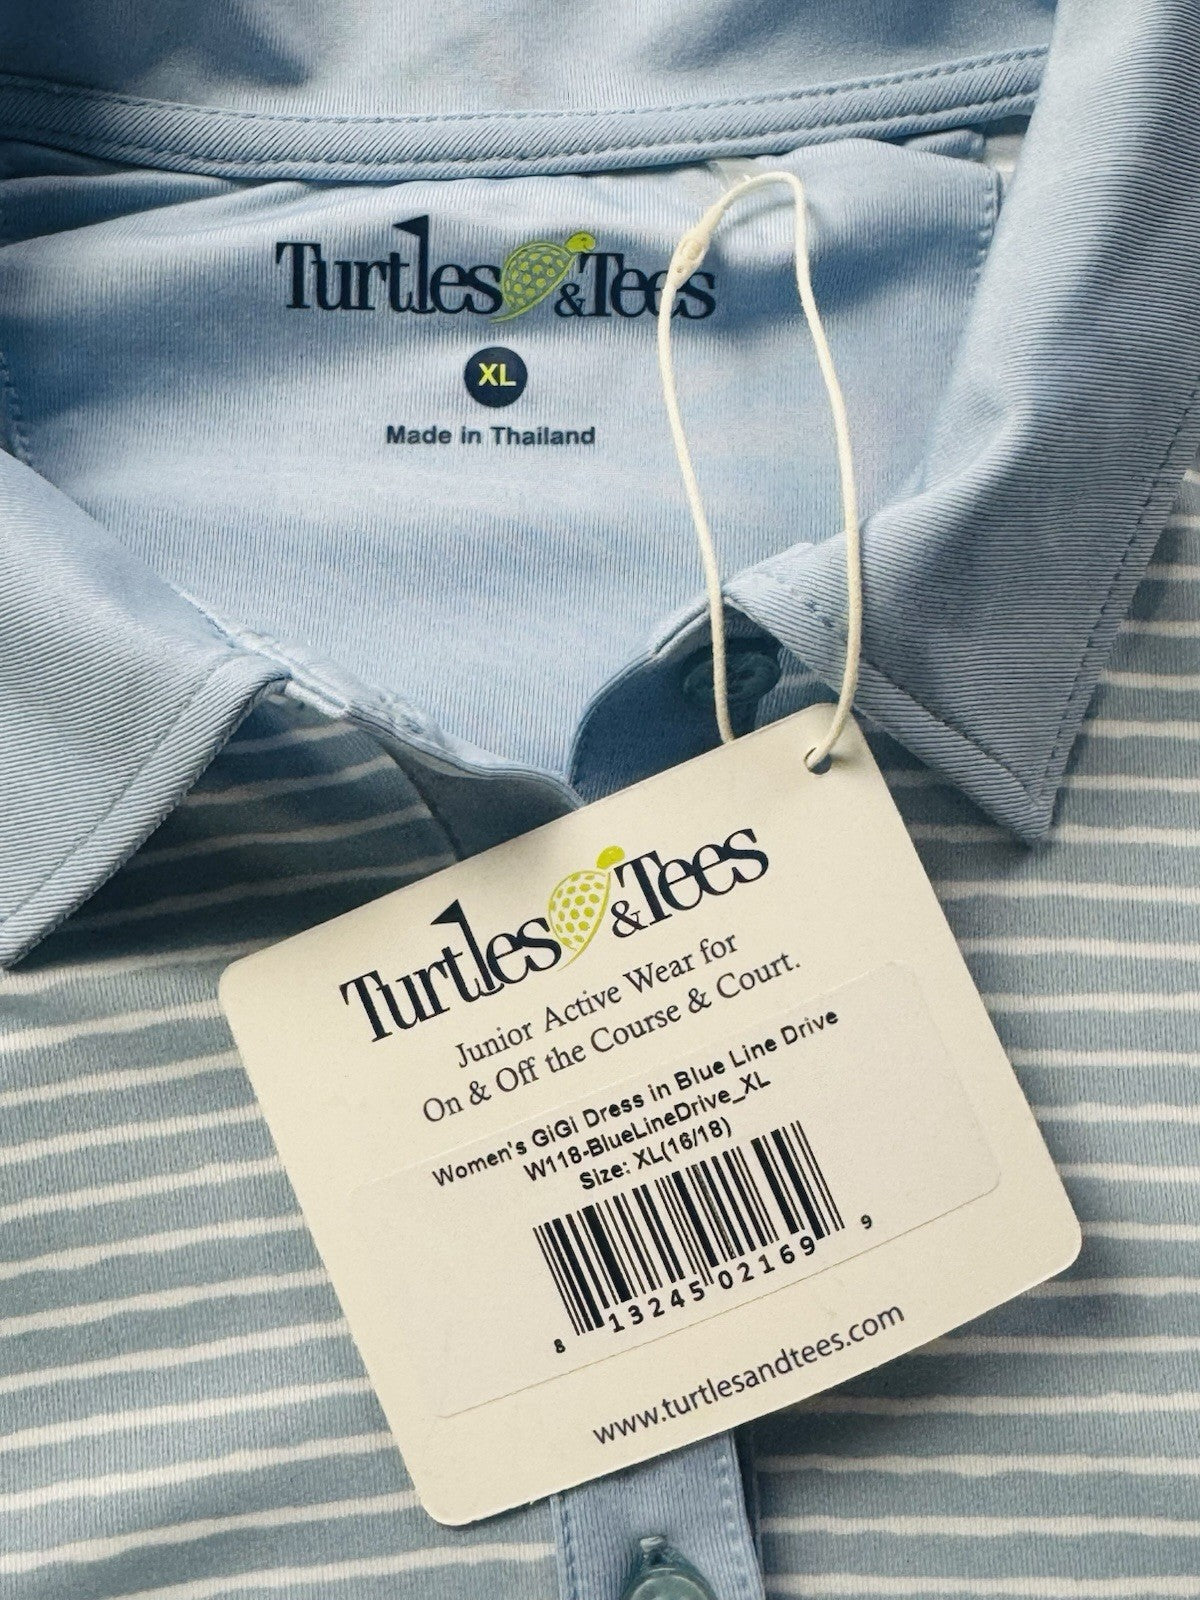 Turtles & Tees
XL
Made in Thailand
Turtles & Tees
Junior Active Wear for
On & Off the Course & Court.
Women's GiGi Dress in Blue Line Drive
W118-BlueLineDrive_XL
Size: XL(16/18)
8 13245 02169 9
www.turtlesandtees.com